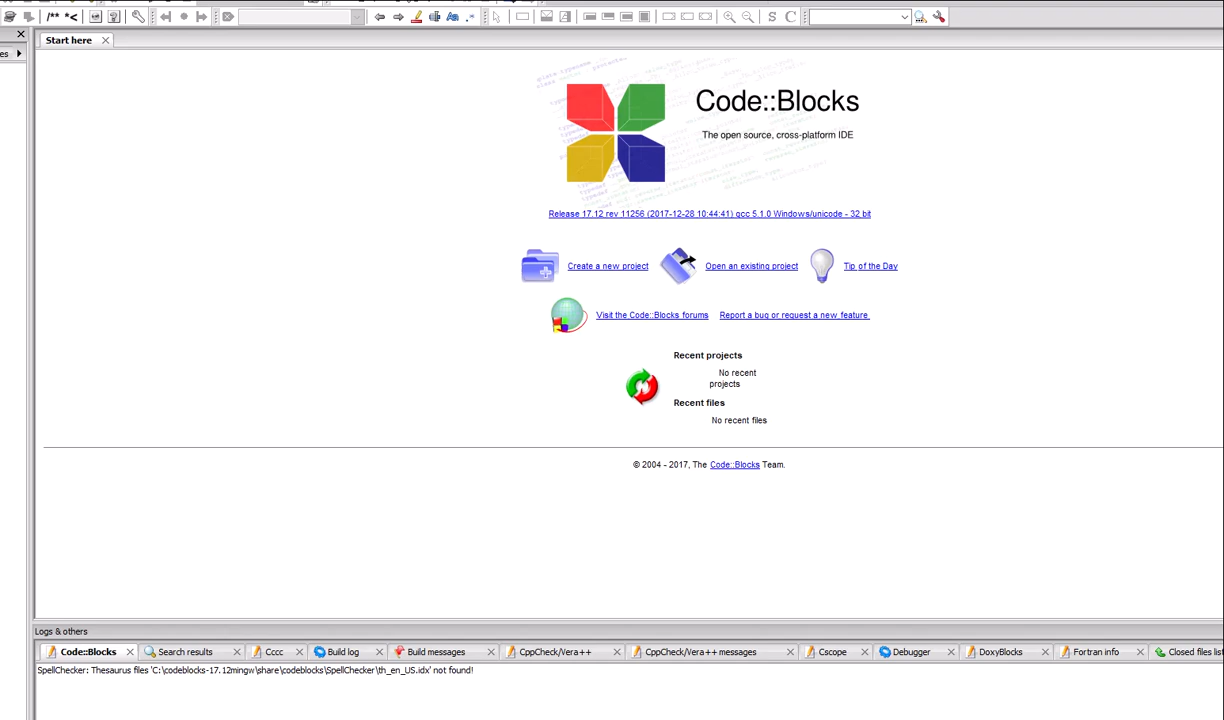 /** *<
Aa
.*
S C
es
Start here
Code::Blocks
The open source, cross-platform IDE
Release 17.12 rev 11256 (2017-12-28 10:44:41) gcc 5.1.0 Windows/unicode - 32 bit
Create a new project Open an existing project Tip of the Day
Visit the Code::Blocks forums Report a bug or request a new feature
Recent projects
No recent
projects
Recent files
No recent files
© 2004 - 2017, The Code::Blocks Team.
Logs & others
Code::Blocks Search results Cccc Build log Build messages CppCheck/Vera++ CppCheck/Vera++ messages Cscope Debugger DoxyBlocks Fortran info Closed files list
SpellChecker: Thesaurus files 'C:\codeblocks-17.12mingw\share\codeblocks\SpellChecker\th_en_US.idx' not found!